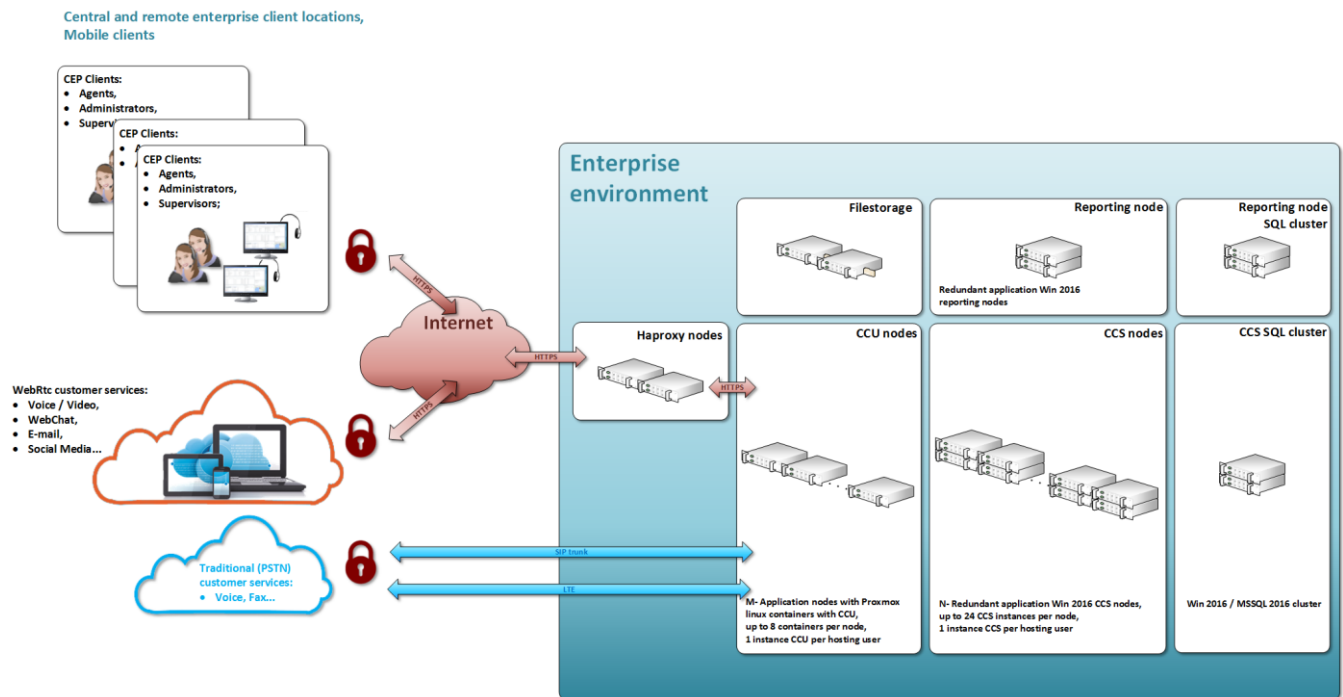 Central and remote enterprise client locations,
Mobile clients
CEP Clients:
• Agents,
• Administrators,
• Supervis
CEP Clients:
• A
• A
CEP Clients:
• Agents,
• Administrators,
• Supervisors;
HTTPS
Internet
HTTPS
HTTPS
WebRtc customer services:
• Voice / Video,
• WebChat,
• E-mail,
• Social Media...
Traditional (PSTN)
customer services:
• Voice, Fax...
SIP trunk
LTE
Enterprise
environment
Filestorage
Reporting node
Redundant application Win 2016
reporting nodes
Reporting node
SQL cluster
Haproxy nodes
HTTPS
CCU nodes
M- Application nodes with Proxmox
linux containers with CCU,
up to 8 containers per node,
1 instance CCU per hosting user
CCS nodes
N- Redundant application Win 2016 CCS nodes,
up to 24 CCS instances per node,
1 instance CCS per hosting user
CCS SQL cluster
Win 2016 / MSSQL 2016 cluster